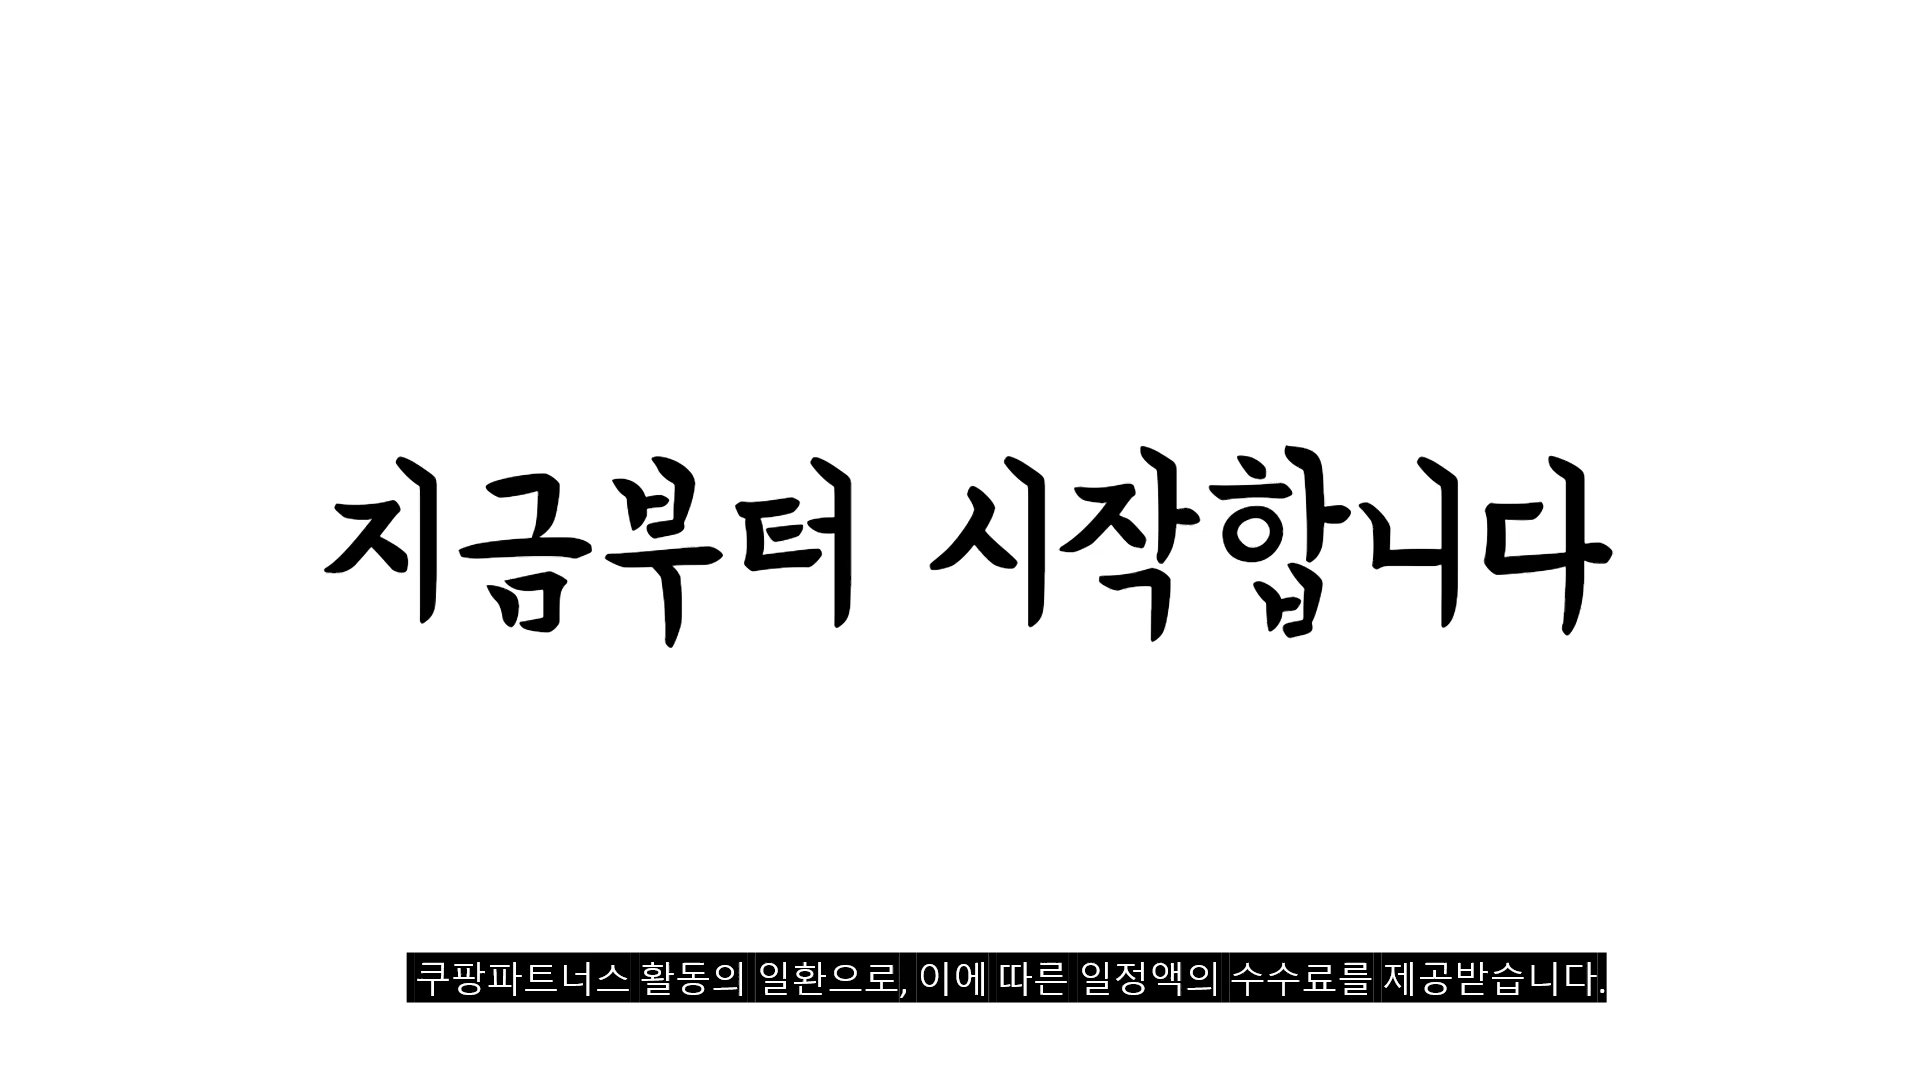 지금부터 시작합니다
쿠팡파트너스 활동의 일환으로, 이에 따른 일정액의 수수료를 제공받습니다.